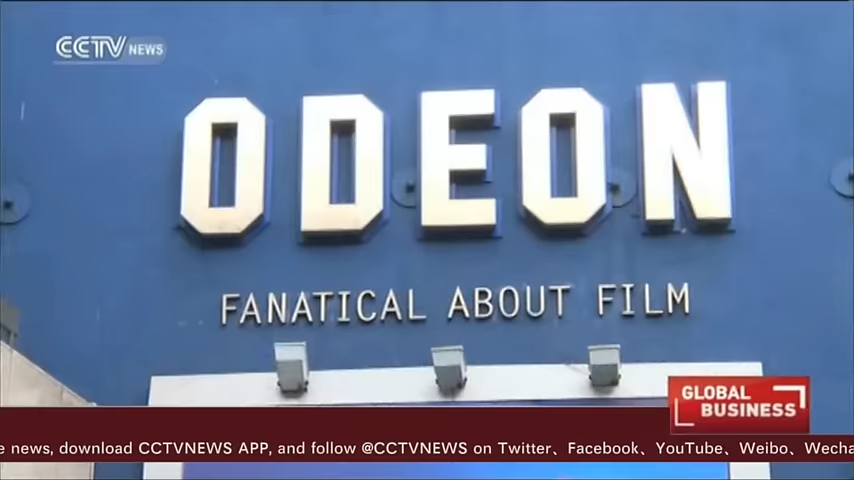 CCTV NEWS
ODEON
FANATICAL ABOUT FILM
GLOBAL
BUSINESS
news, download CCTVNEWS APP, and follow @CCTVNEWS on Twitter、Facebook、YouTube、Weibo、